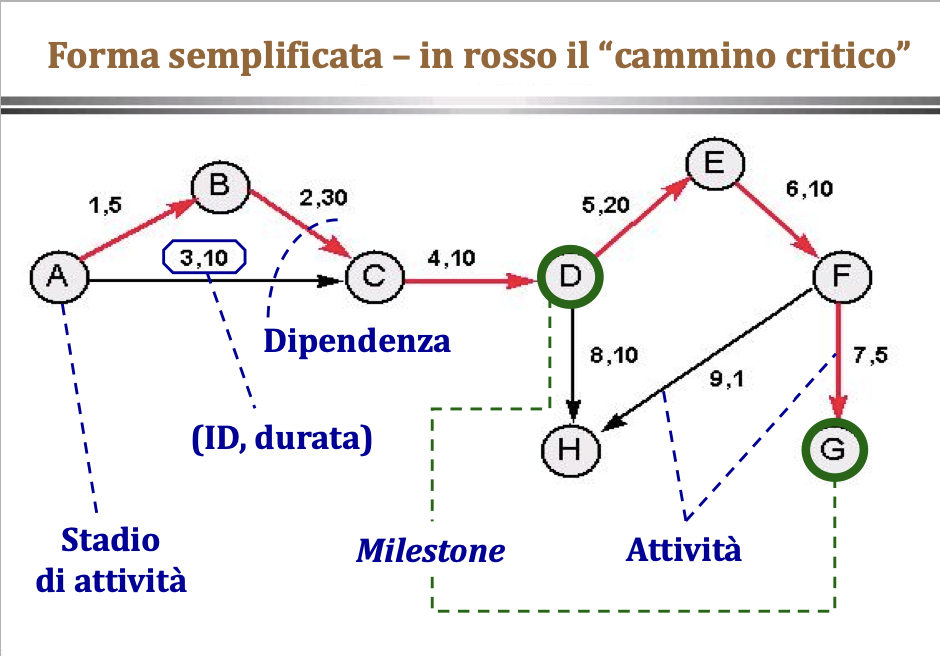 Forma semplificata – in rosso il “cammino critico”
E
B
1,5
2,30
5,20
6,10
3,10
4,10
A
C
D
F
Dipendenza
8,10
7,5
9,1
(ID, durata)
H
G
Stadio
di attività
Milestone
Attività